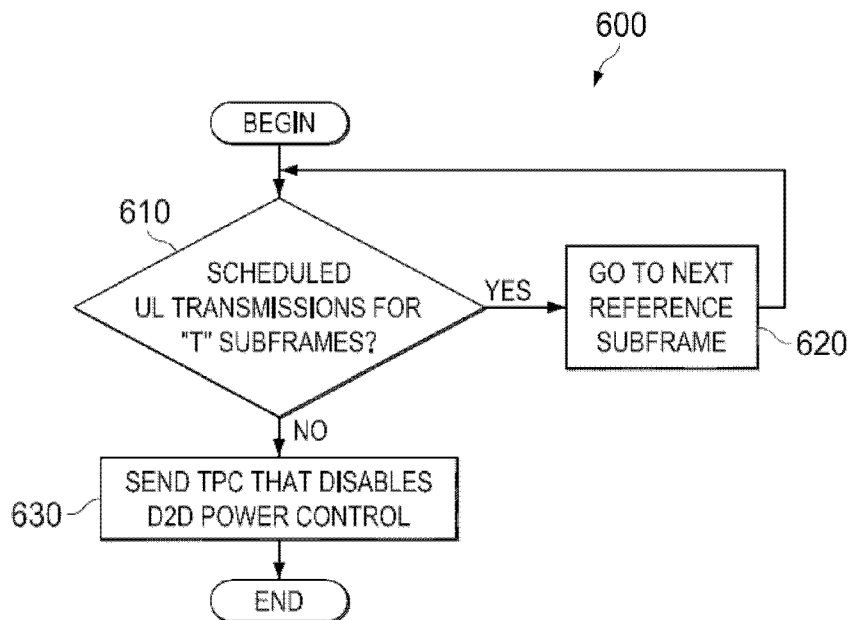 600
BEGIN
610
SCHEDULED
UL TRANSMISSIONS FOR
"T" SUBFRAMES?
YES
GO TO NEXT
REFERENCE
SUBFRAME
620
NO
SEND TPC THAT DISABLES
D2D POWER CONTROL
630
END